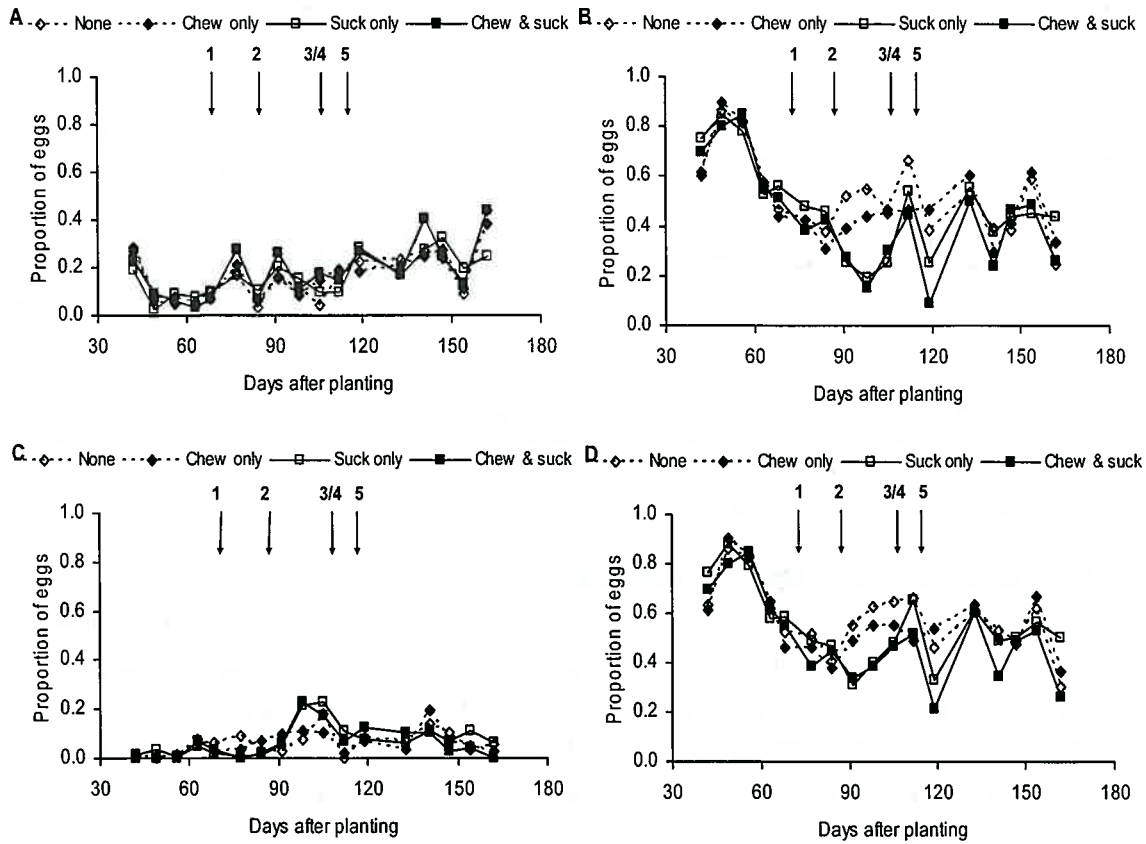 A None Chew only Suck only Chew & suck
1 2 3/4 5
1.0
0.8
0.6
0.4
0.2
0.0
Proportion of eggs
30 60 90 120 150 180
Days after planting
B None Chew only Suck only Chew & suck
1 2 3/4 5
1.0
0.8
0.6
0.4
0.2
0.0
Proportion of eggs
30 60 90 120 150 180
Days after planting
C None Chew only Suck only Chew & suck
1 2 3/4 5
1.0
0.8
0.6
0.4
0.2
0.0
Proportion of eggs
30 60 90 120 150 180
Days after planting
D None Chew only Suck only Chew & suck
1 2 3/4 5
1.0
0.8
0.6
0.4
0.2
0.0
Proportion of eggs
30 60 90 120 150 180
Days after planting